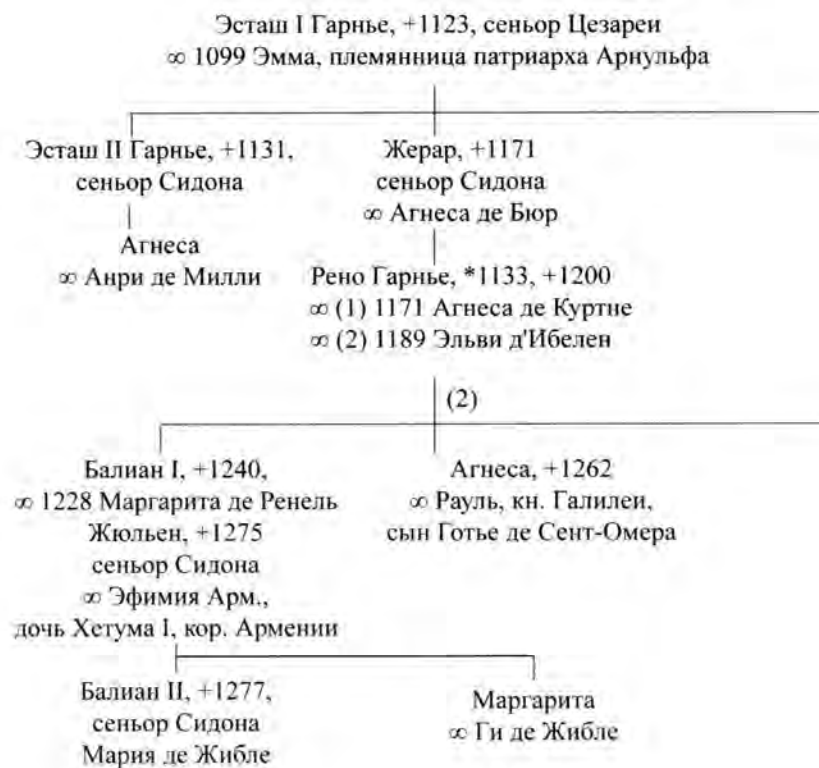 Эсташ I Гарнье, +1123, сеньор Цезареи
∞ 1099 Эмма, племянница патриарха Арнульфа
Эсташ II Гарнье, +1131,
сеньор Сидона
Агнеса
∞ Анри де Милли
Жерар, +1171
сеньор Сидона
∞ Агнеса де Бюр
Рено Гарнье, *1133, +1200
∞ (1) 1171 Агнеса де Куртне
∞ (2) 1189 Эльви д'Ибелен
(2)
Балиан I, +1240,
∞ 1228 Маргарита де Ренель
Жюльен, +1275
сеньор Сидона
∞ Эфимия Арм.,
дочь Хетума I, кор. Армении
Агнеса, +1262
∞ Рауль, кн. Галилеи,
сын Готье де Сент-Омера
Балиан II, +1277,
сеньор Сидона
Мария де Жибле
Маргарита
∞ Ги де Жибле